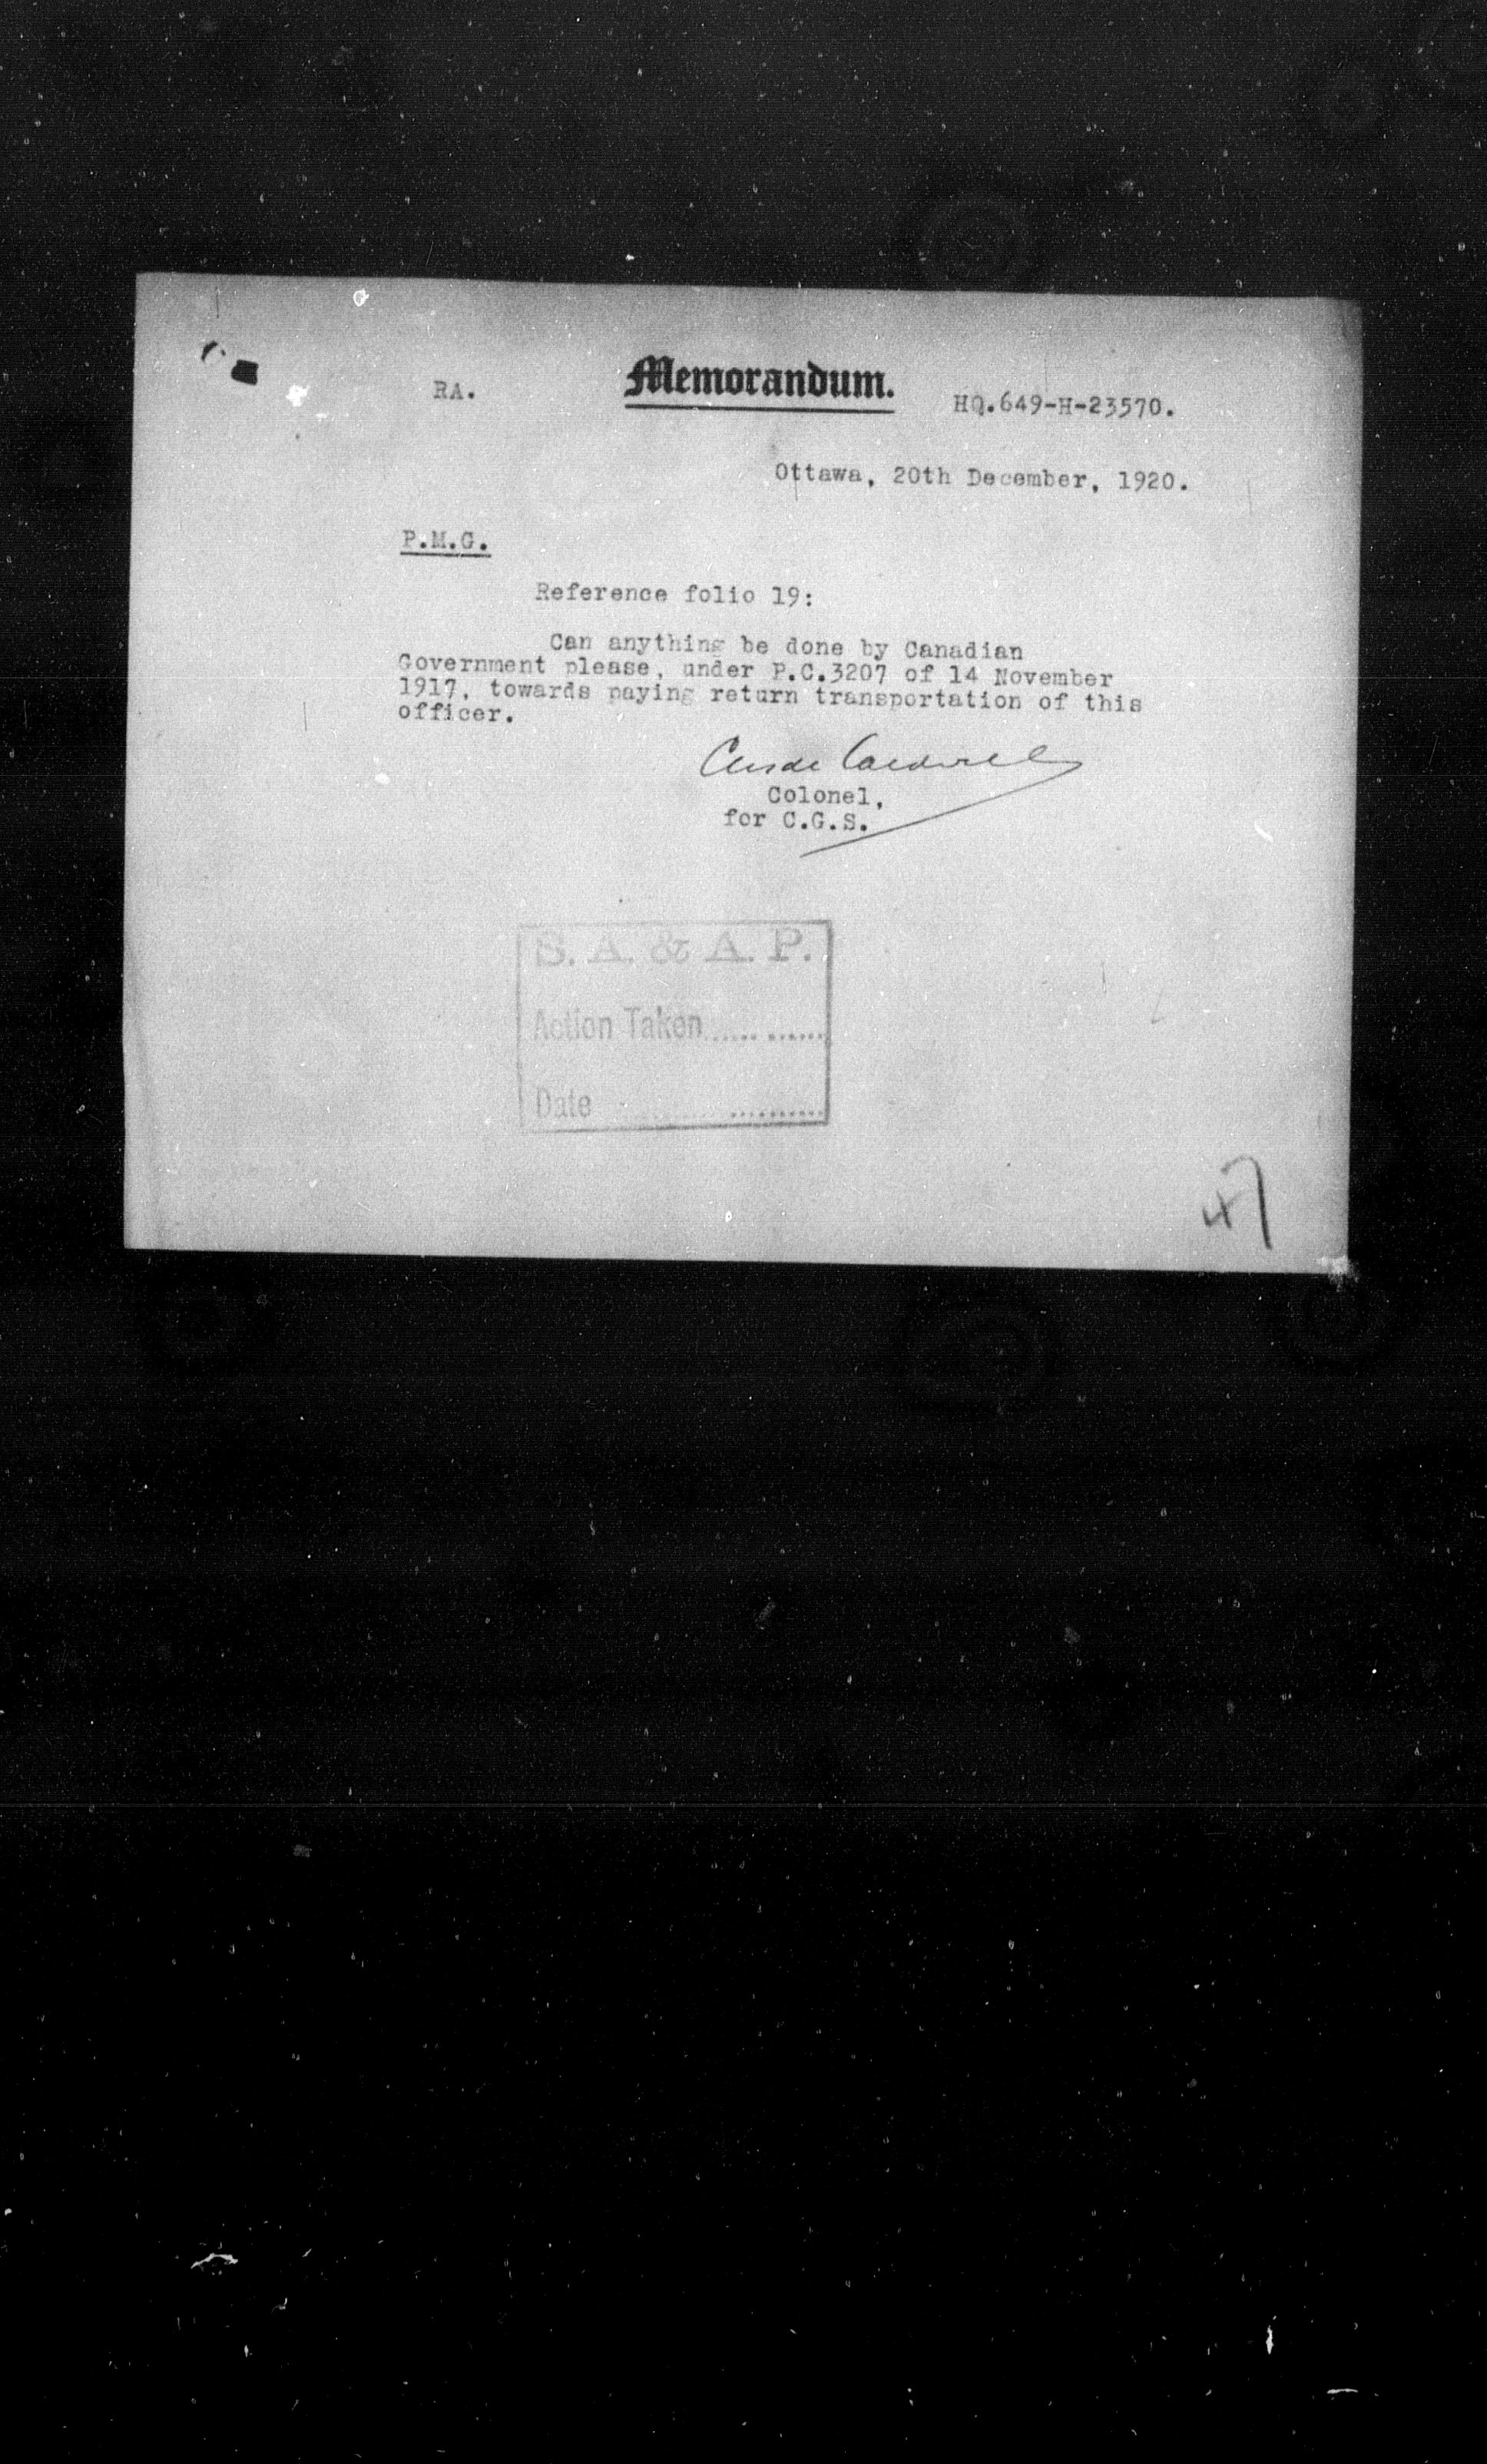 RA.
Memorandum.
HQ.649-H-23570.
Ottawa, 20th December, 1920.
P.M.G.
Reference folio 19:
Can anything be done by Canadian
Government please, under P.C.3207 of 14 November
1917, towards paying return transportation of this
officer.
Caldwell
Colonel,
for C.G.S.
S. A. & A. P.
Action Taken............
Date ............
47